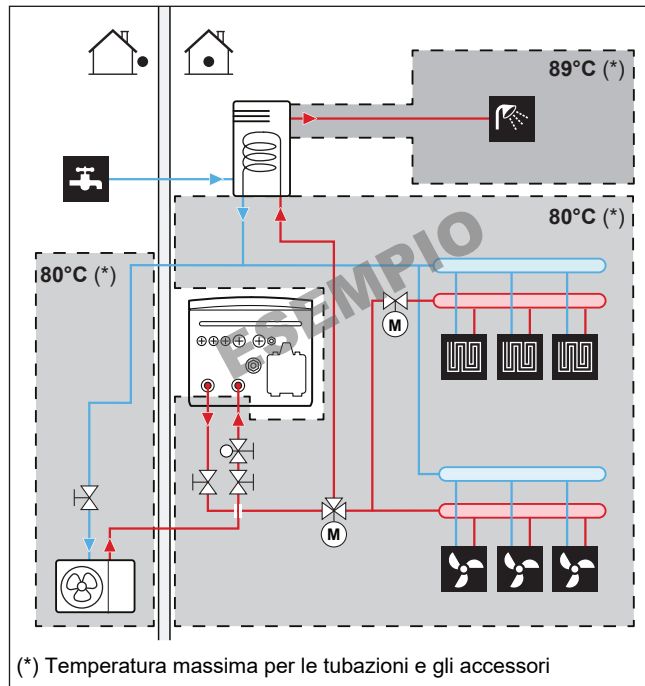 89°C (*)
80°C (*)
80°C (*)
ESEMPIO
M
M
(*) Temperatura massima per le tubazioni e gli accessori